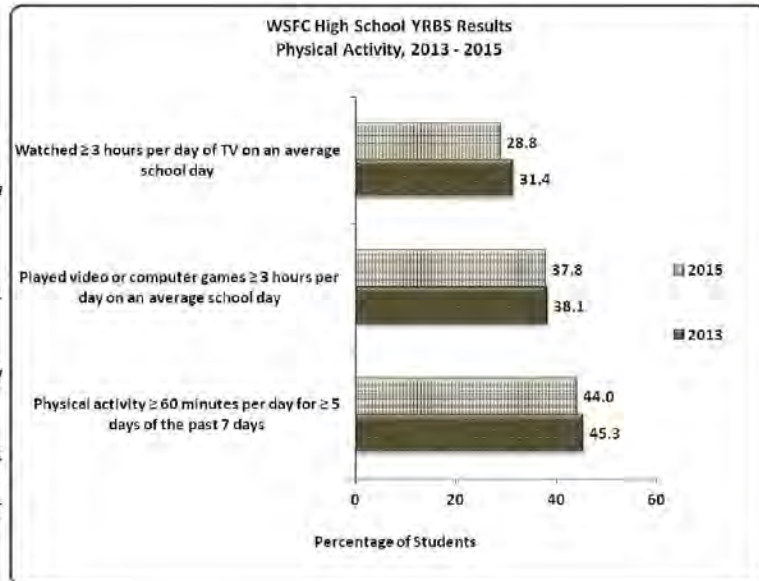 WSFC High School YRBS Results
Physical Activity, 2013 - 2015
Watched ≥ 3 hours per day of TV on an average
school day
28.8
31.4
Played video or computer games ≥ 3 hours per
day on an average school day
37.8
38.1
2015
2013
Physical activity ≥ 60 minutes per day for ≥ 5
days of the past 7 days
44.0
45.3
0 20 40 60
Percentage of Students